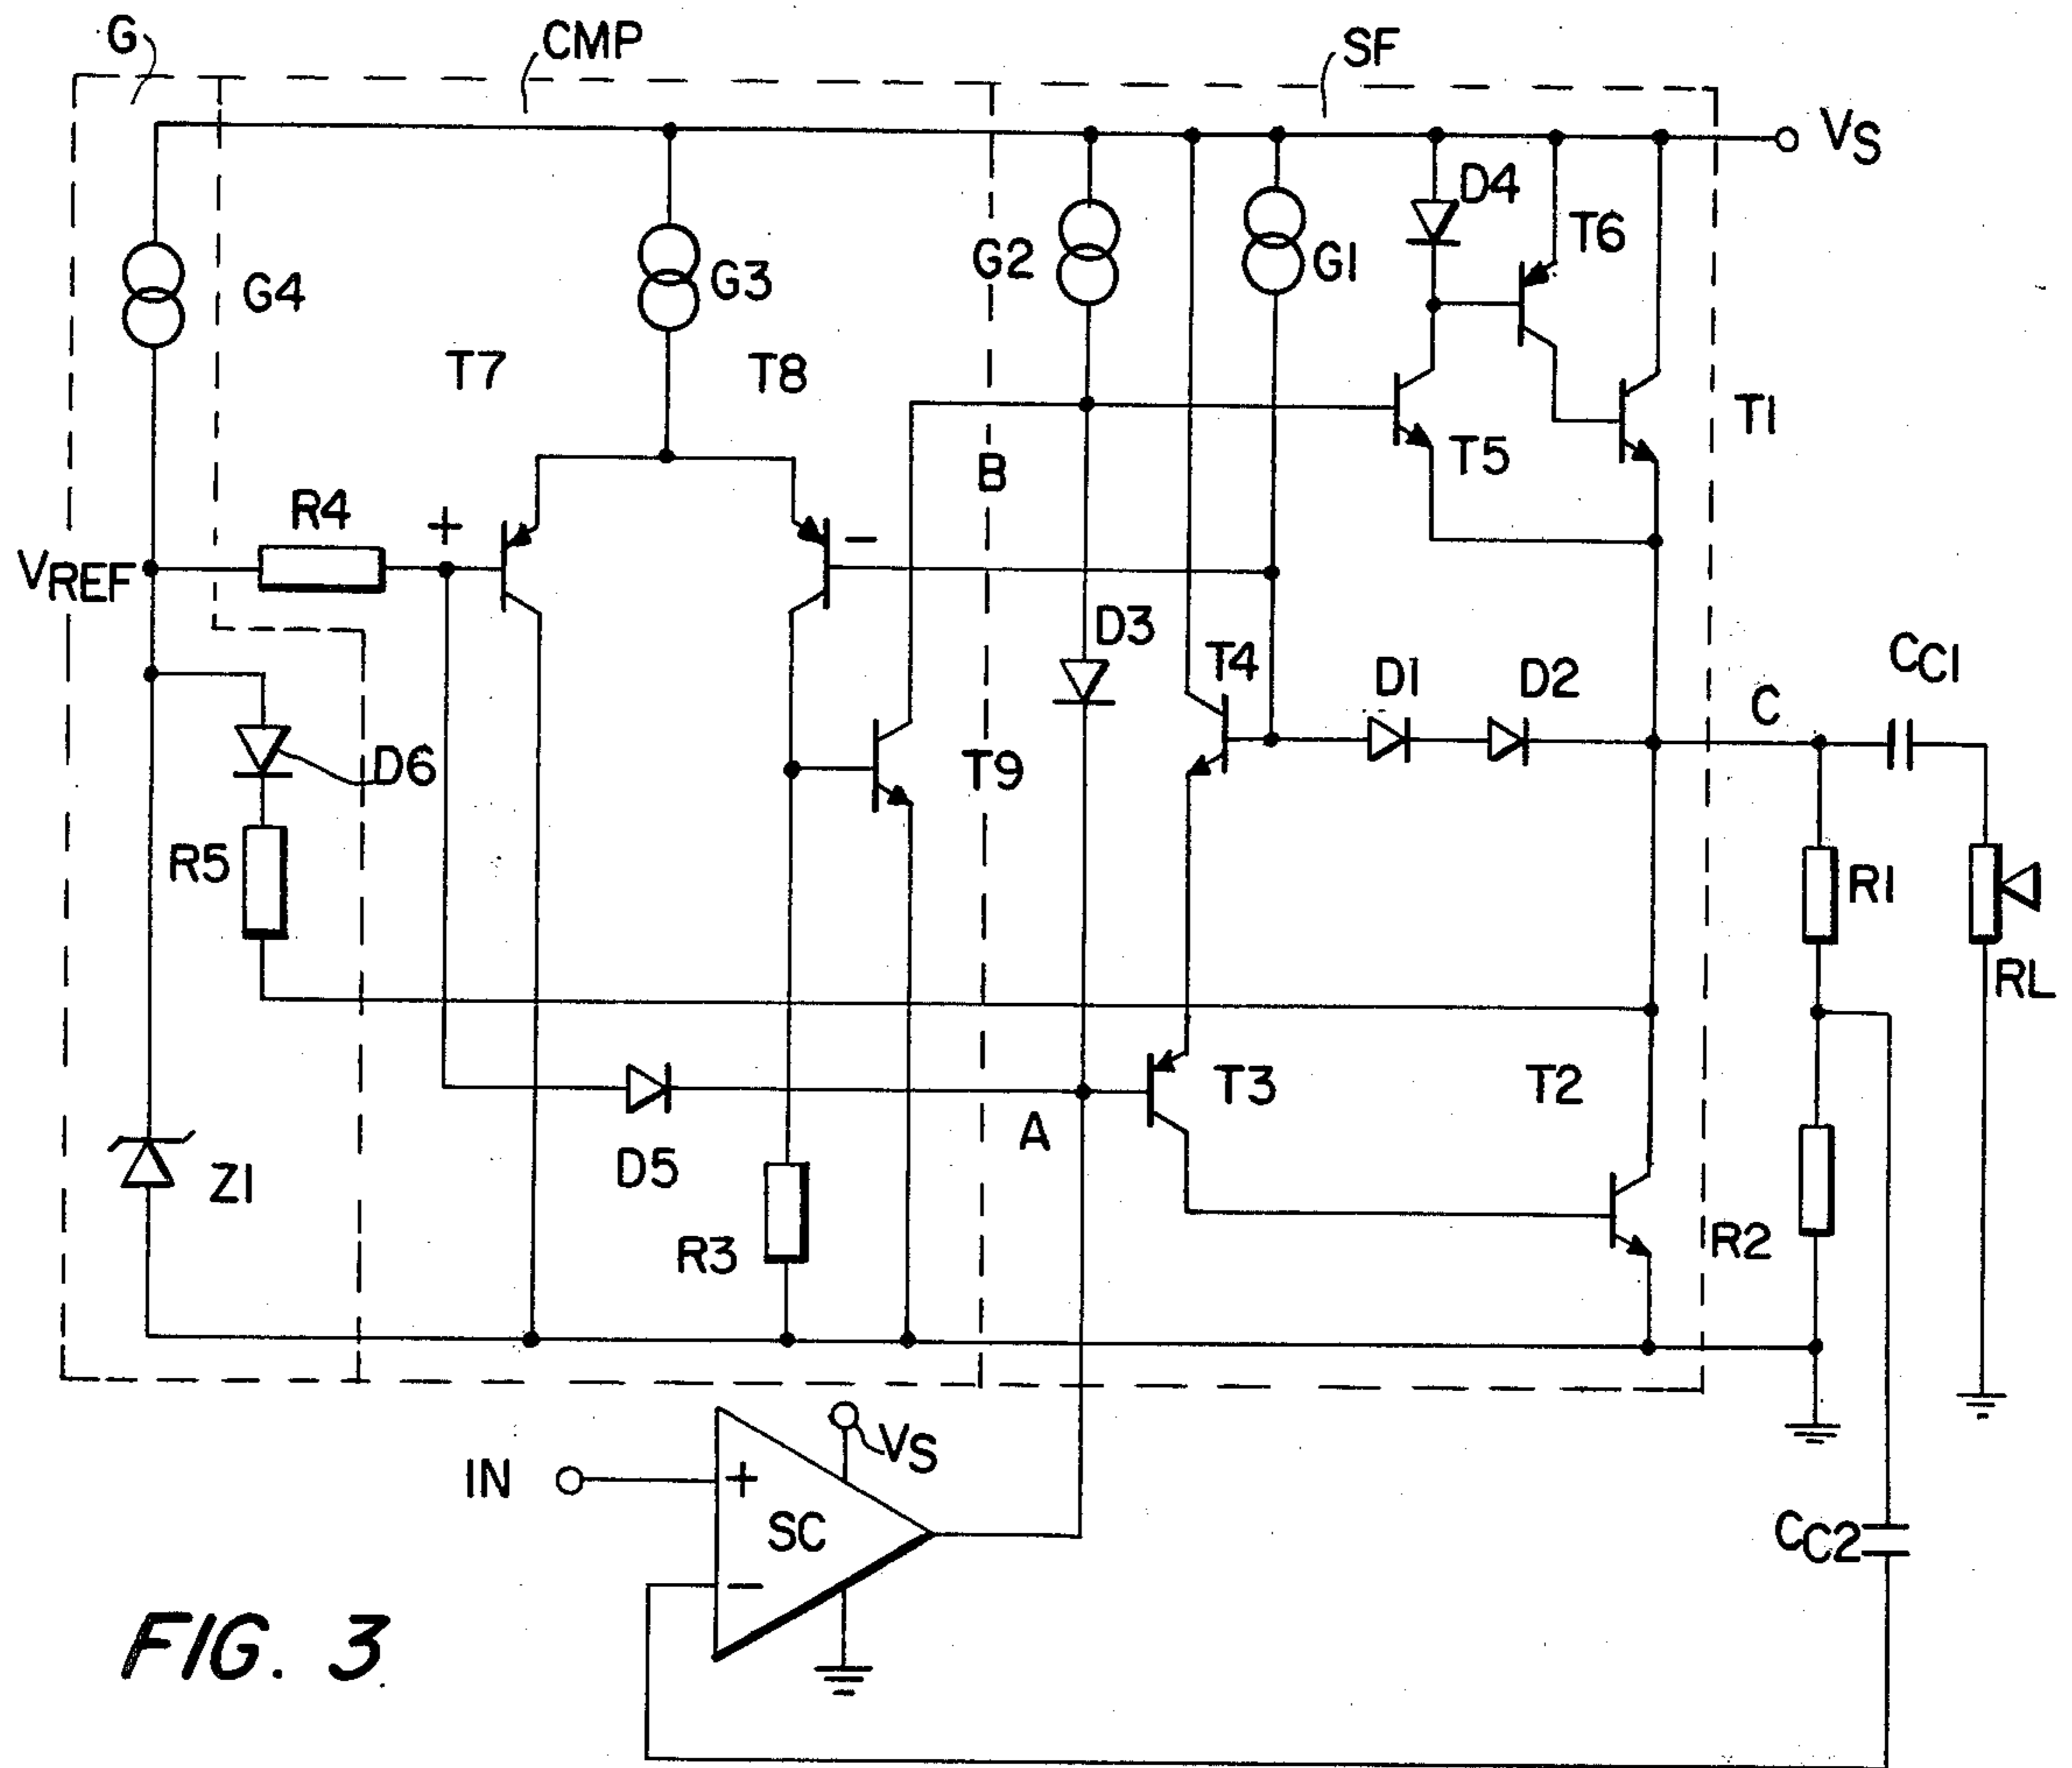 G
CMP
SF
VS
D4
T6
G2
G1
G4
G3
T7
T8
T1
T5
B
R4
+
−
VREF
D3
T4
D1
D2
C
CC1
D6
T9
R5
R1
RL
T3
T2
A
D5
Z1
R3
R2
VS
IN
+
SC
−
CC2
FIG. 3